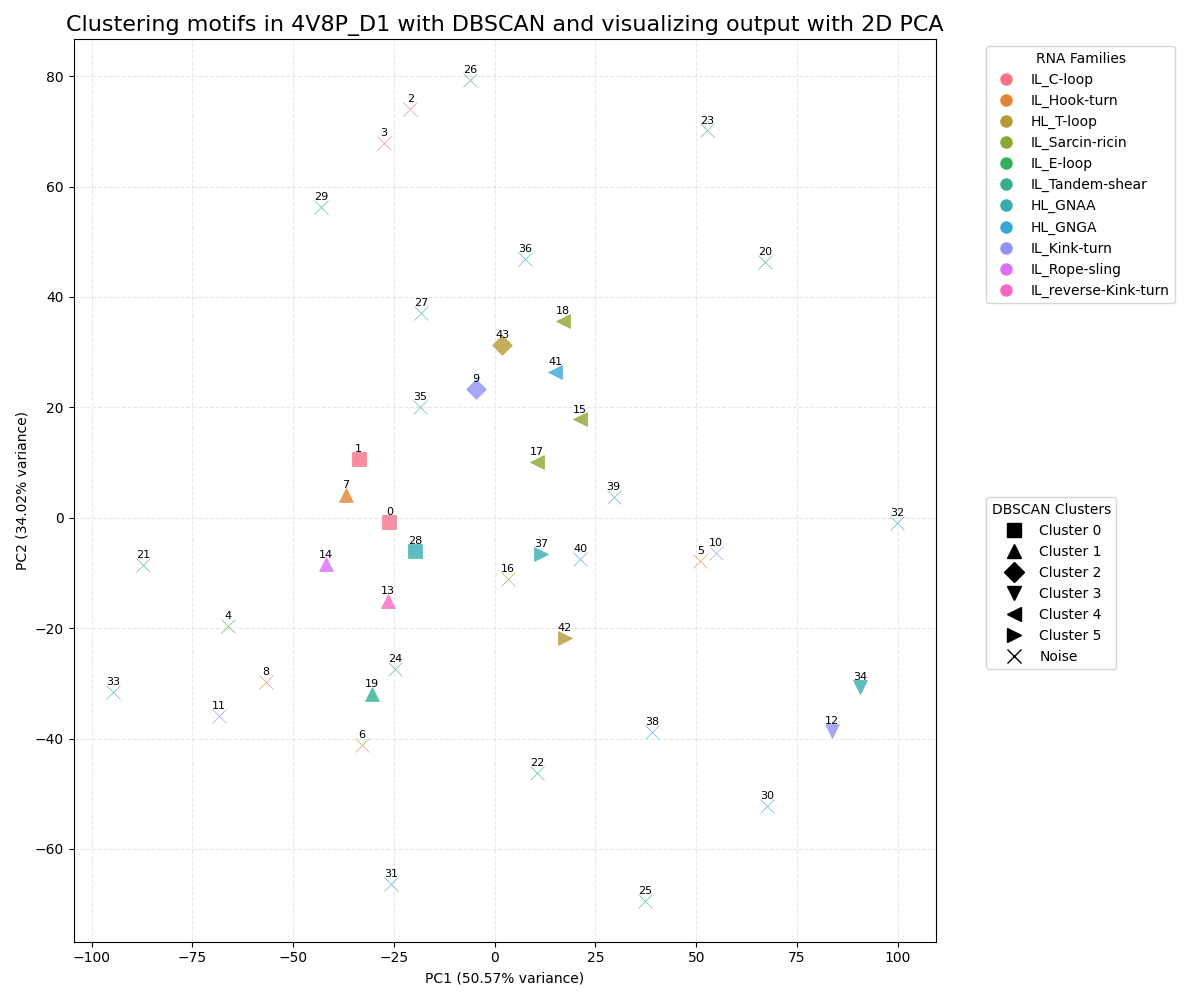 Clustering motifs in 4V8P_D1 with DBSCAN and visualizing output with 2D PCA
PC2 (34.02% variance)
80
60
40
20
0
−20
−40
−60
26
2
3
23
29
36
20
27
18
43
41
9
35
15
17
1
7
39
0
32
28
37
40
5
10
14
21
16
13
4
42
24
8
19
33
34
11
12
38
6
22
30
31
25
−100
−75
−50
−25
0
25
50
75
100
PC1 (50.57% variance)
RNA Families
IL_C-loop
IL_Hook-turn
HL_T-loop
IL_Sarcin-ricin
IL_E-loop
IL_Tandem-shear
HL_GNAA
HL_GNGA
IL_Kink-turn
IL_Rope-sling
IL_reverse-Kink-turn
DBSCAN Clusters
Cluster 0
Cluster 1
Cluster 2
Cluster 3
Cluster 4
Cluster 5
Noise